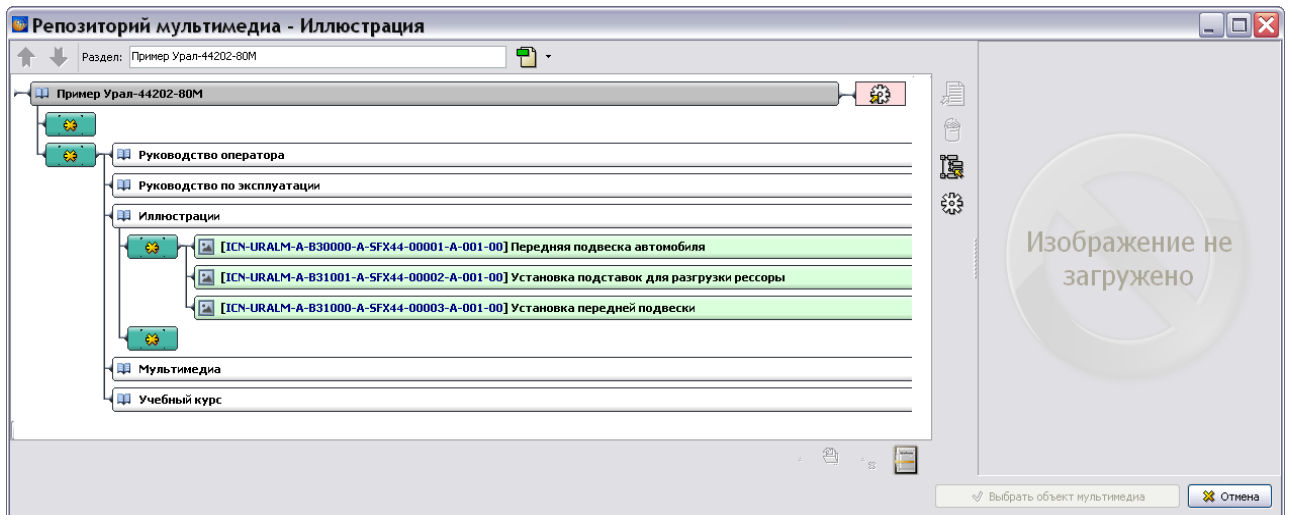 Репозиторий мультимедиа - Иллюстрация
Раздел: Пример Урал-44202-80М
Пример Урал-44202-80М
Руководство оператора
Руководство по эксплуатации
Иллюстрации
[ICN-URALM-A-B30000-A-SFX44-00001-A-001-00] Передняя подвеска автомобиля
[ICN-URALM-A-B31001-A-SFX44-00002-A-001-00] Установка подставок для разгрузки рессоры
[ICN-URALM-A-B31000-A-SFX44-00003-A-001-00] Установка передней подвески
Мультимедиа
Учебный курс
Изображение не
загружено
Выбрать объект мультимедиа
Отмена